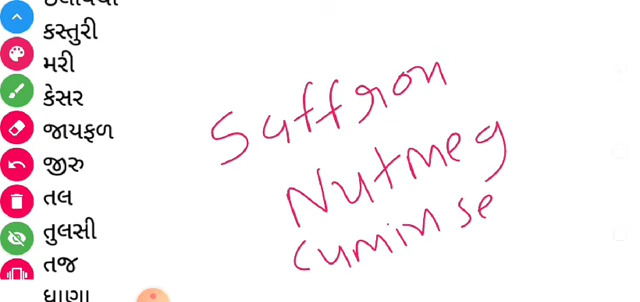 કસ્તુરી
મરી
કેસર
જાયફળ
જીરુ
તલ
તુલસી
તજ
ધાણા
Saffron
Nutmeg
cumin se